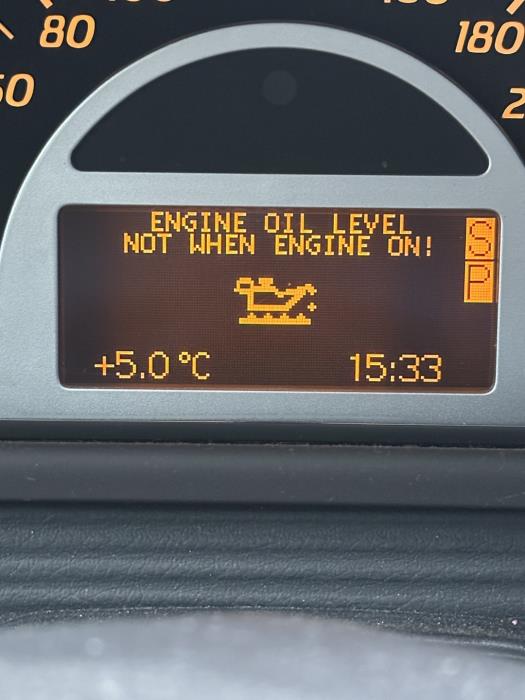 80
180
ENGINE OIL LEVEL
NOT WHEN ENGINE ON!
S
P
+5.0 °C
15:33